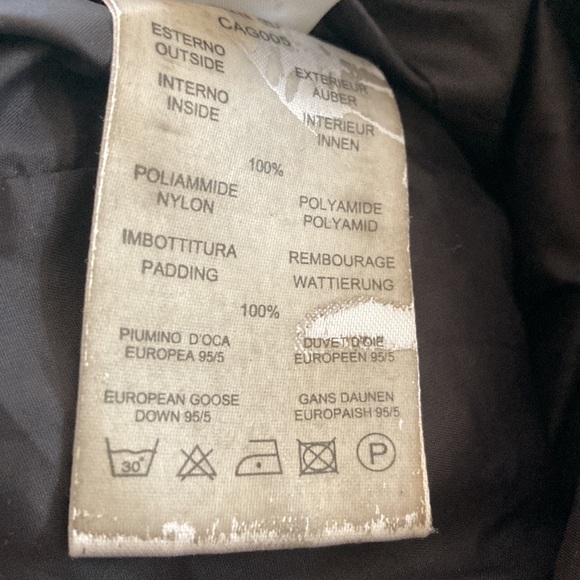 CAG005
ESTERNO
OUTSIDE
EXTERIEUR
AUBER
INTERNO
INSIDE
INTERIEUR
INNEN
100%
POLIAMMIDE
NYLON
POLYAMIDE
POLYAMID
IMBOTTITURA
PADDING
REMBOURAGE
WATTIERUNG
100%
PIUMINO D'OCA
EUROPEA 95/5
DUVET D'OIE
EUROPEEN 95/5
EUROPEAN GOOSE
DOWN 95/5
GANS DAUNEN
EUROPAISH 95/5
30°
P